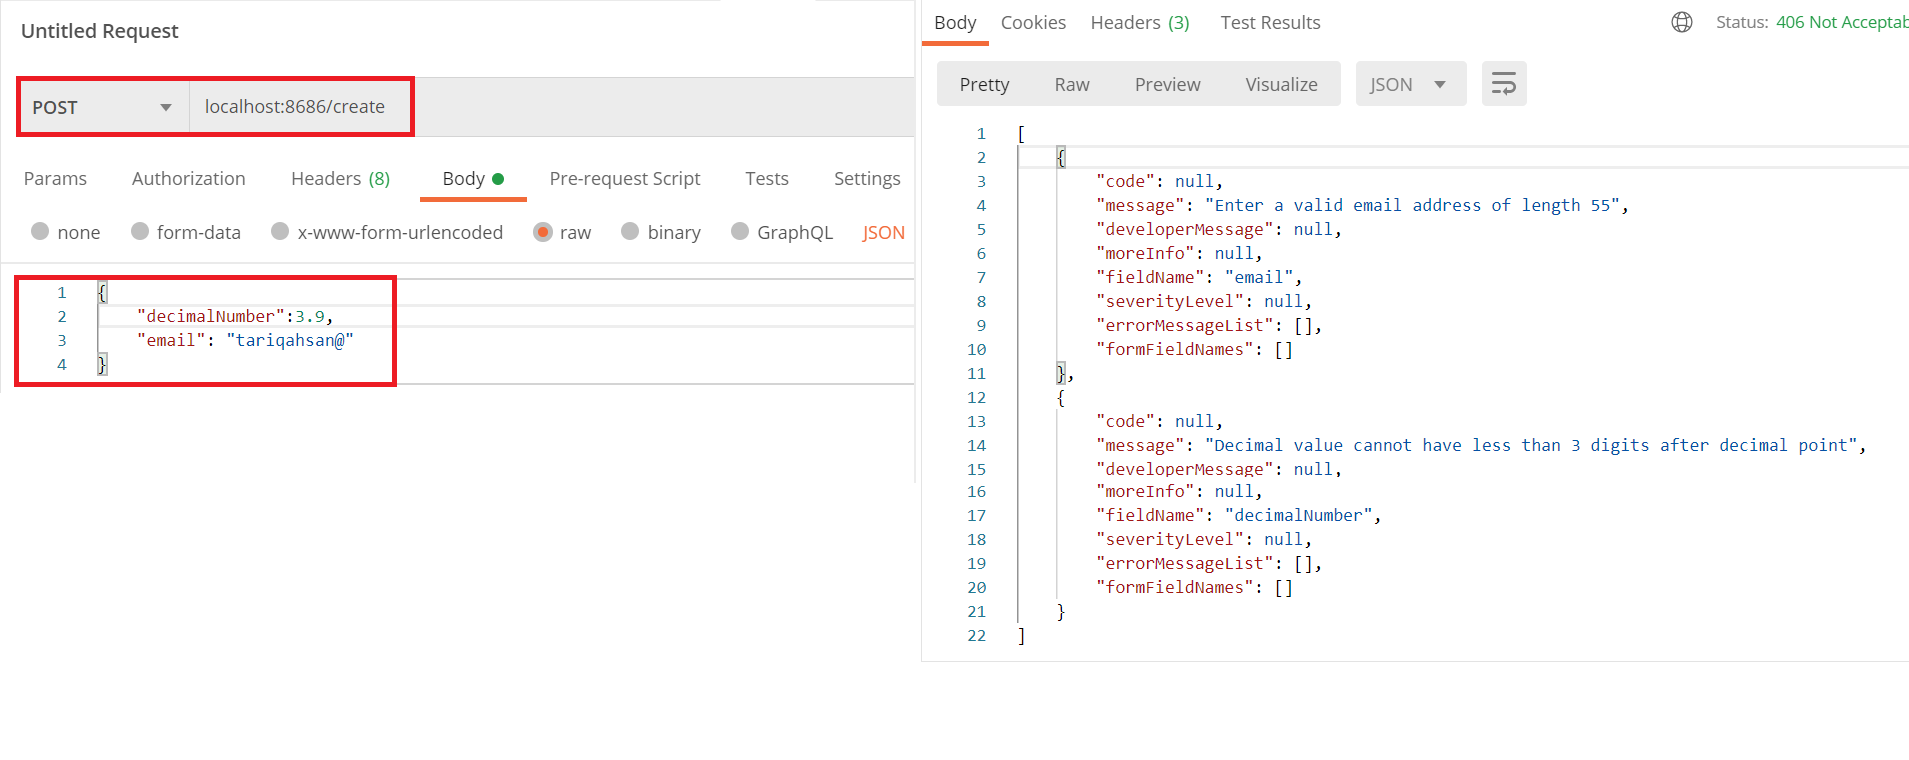 Untitled Request
POST localhost:8686/create
Params Authorization Headers (8) Body Pre-request Script Tests Settings
none form-data x-www-form-urlencoded raw binary GraphQL JSON
1 {
2 "decimalNumber":3.9,
3 "email": "tariqahsan@"
4 }
Body Cookies Headers (3) Test Results Status: 406 Not Acceptab
Pretty Raw Preview Visualize JSON
1 [
2 {
3 "code": null,
4 "message": "Enter a valid email address of length 55",
5 "developerMessage": null,
6 "moreInfo": null,
7 "fieldName": "email",
8 "severityLevel": null,
9 "errorMessageList": [],
10 "formFieldNames": []
11 },
12 {
13 "code": null,
14 "message": "Decimal value cannot have less than 3 digits after decimal point",
15 "developerMessage": null,
16 "moreInfo": null,
17 "fieldName": "decimalNumber",
18 "severityLevel": null,
19 "errorMessageList": [],
20 "formFieldNames": []
21 }
22 ]